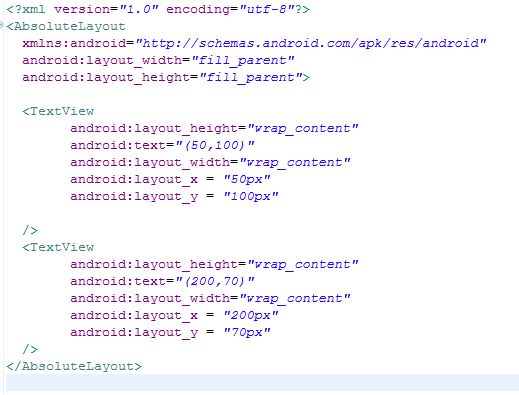 <?xml version="1.0" encoding="utf-8"?>
<AbsoluteLayout
xmlns:android="http://schemas.android.com/apk/res/android"
android:layout_width="fill_parent"
android:layout_height="fill_parent">
<TextView
android:layout_height="wrap_content"
android:text="(50,100)"
android:layout_width="wrap_content"
android:layout_x = "50px"
android:layout_y = "100px"
/>
<TextView
android:layout_height="wrap_content"
android:text="(200,70)"
android:layout_width="wrap_content"
android:layout_x = "200px"
android:layout_y = "70px"
/>
</AbsoluteLayout>